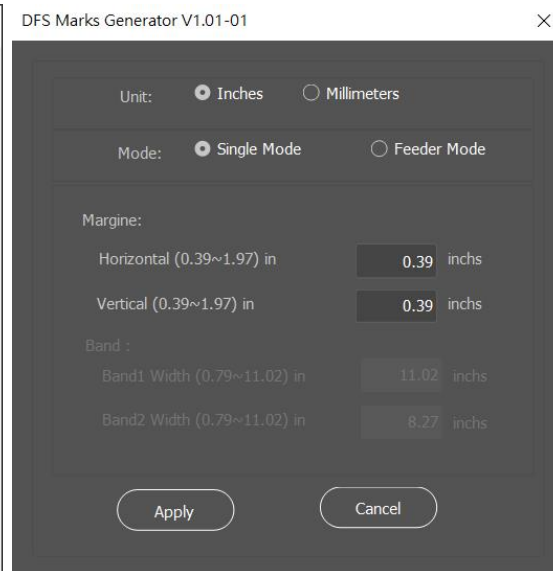 DFS Marks Generator V1.01-01
Unit: Inches Millimeters
Mode: Single Mode Feeder Mode
Margine:
Horizontal (0.39~1.97) in 0.39 inchs
Vertical (0.39~1.97) in 0.39 inchs
Band :
Band1 Width (0.79~11.02) in 11.02 inchs
Band2 Width (0.79~11.02) in 8.27 inchs
Apply Cancel